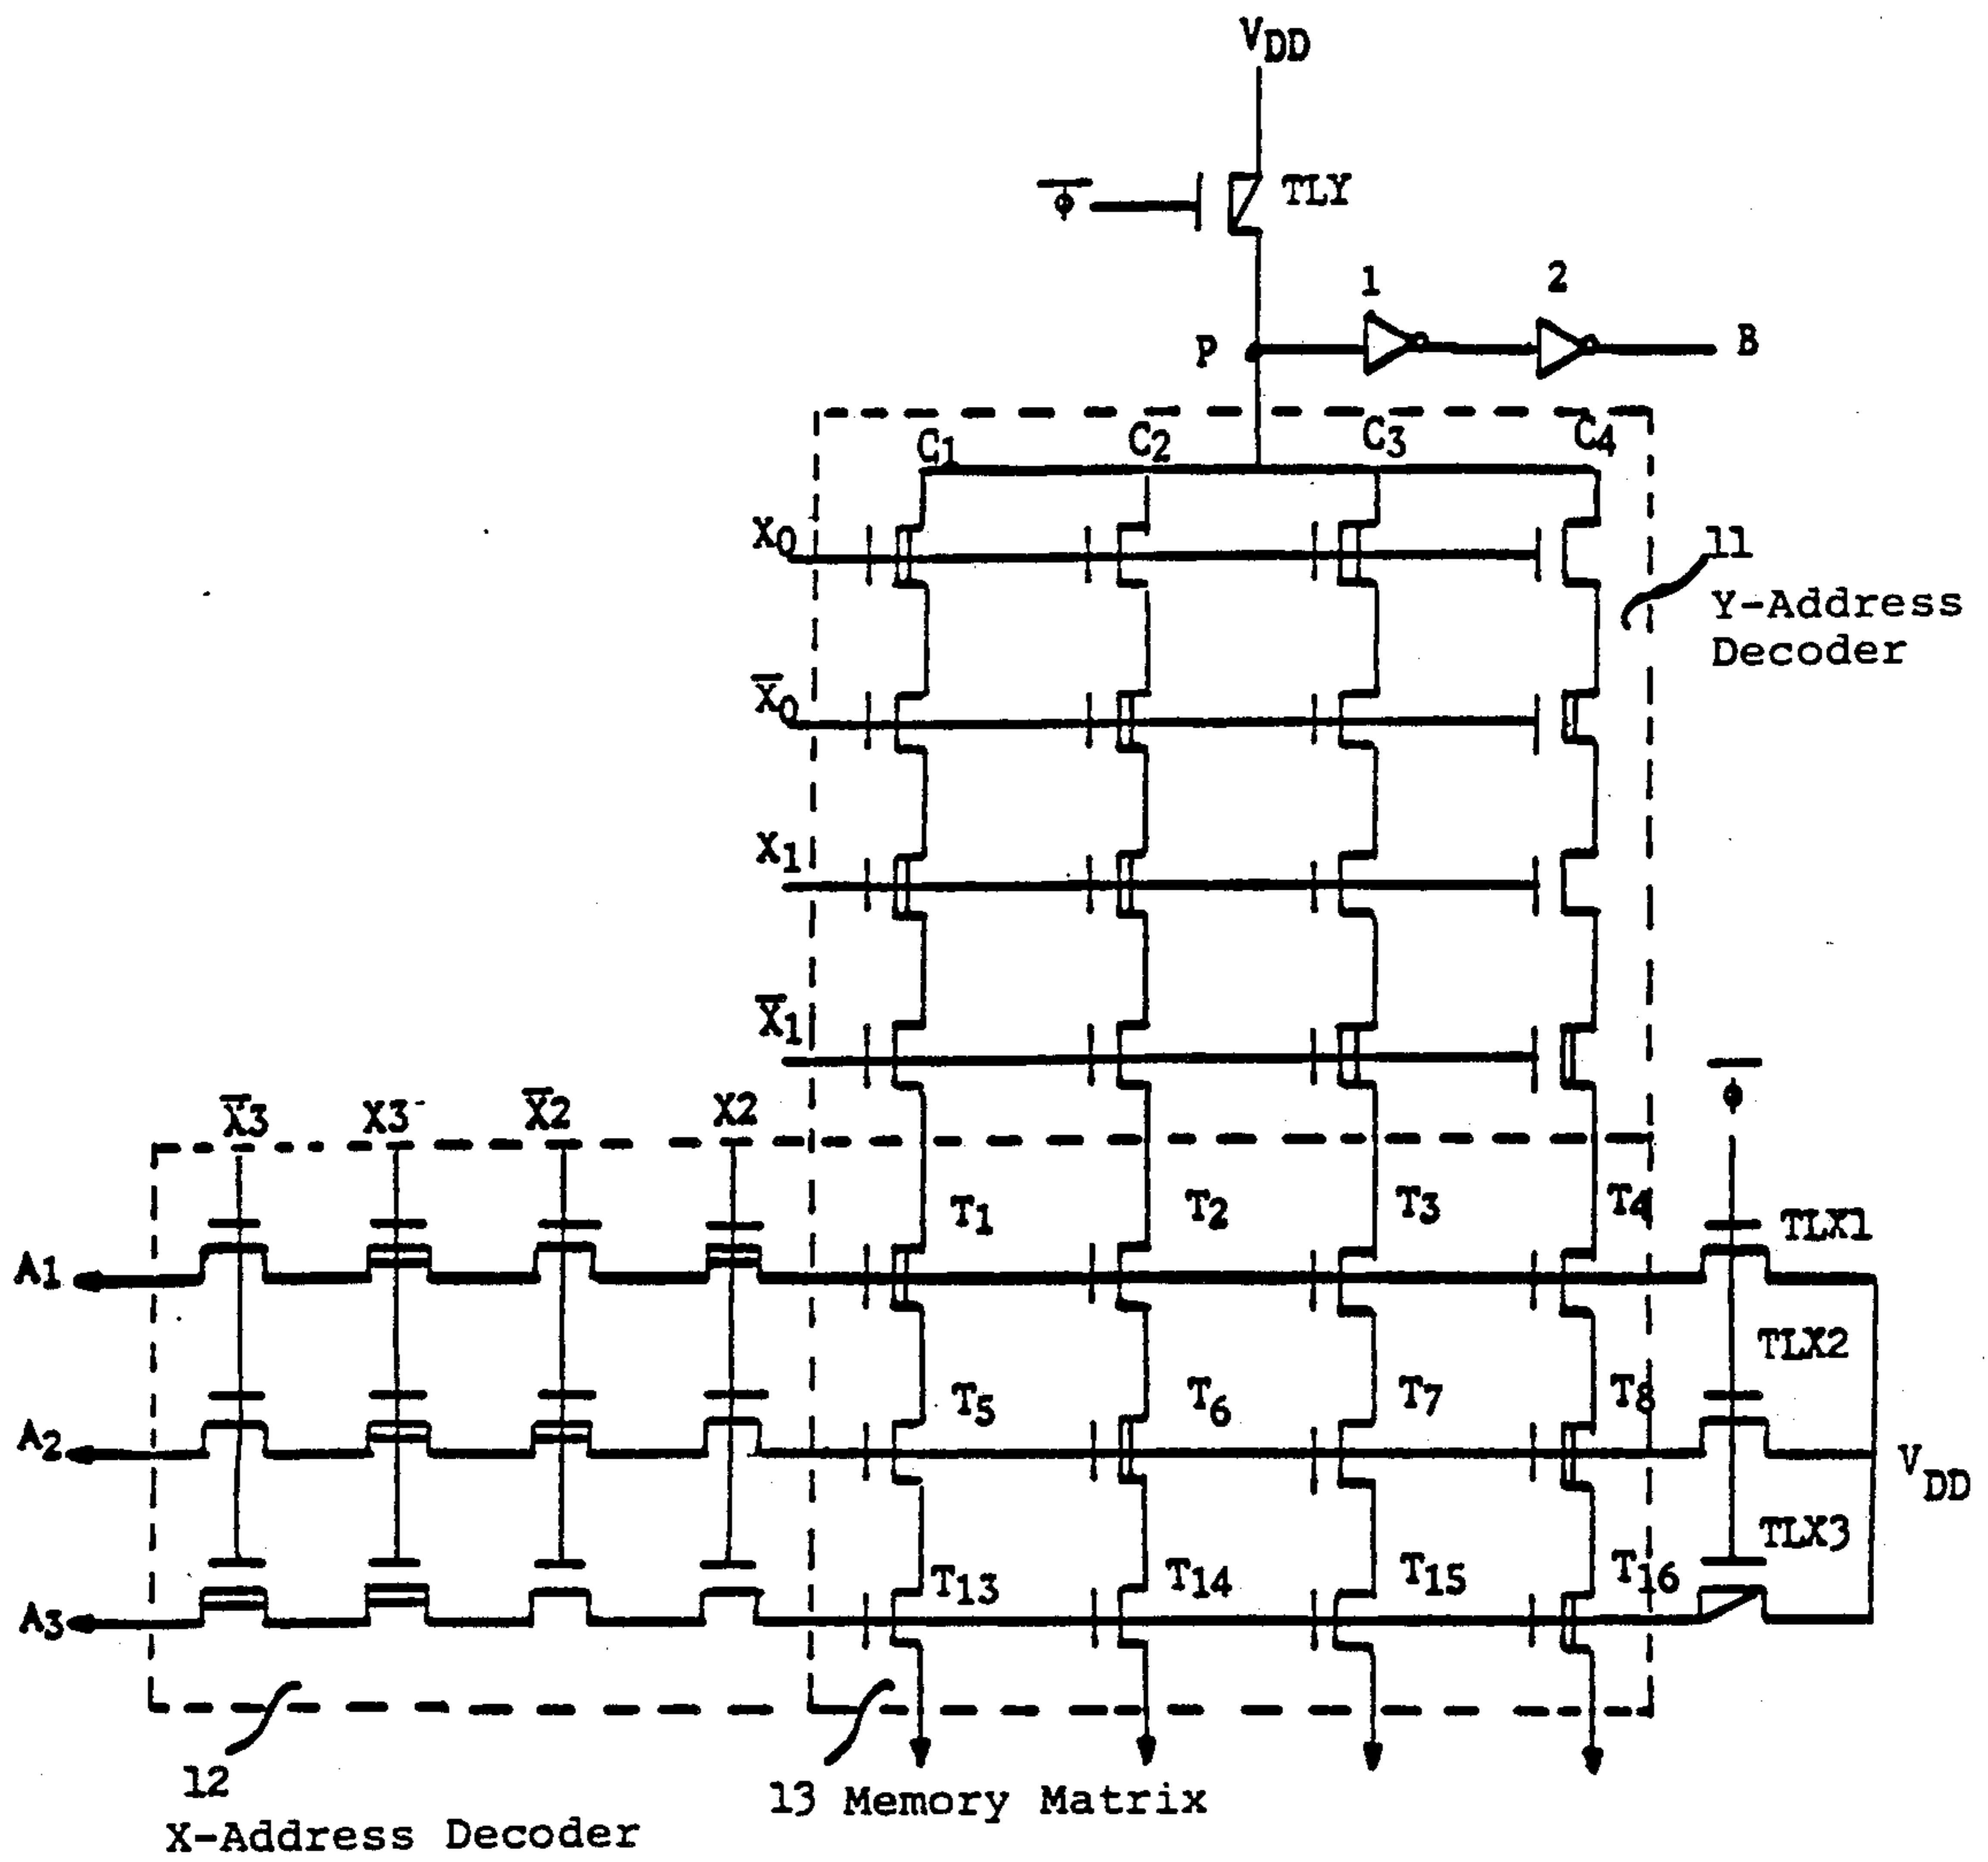 VDD
Φ̅ TLY
1 2
P B
C1 C2 C3 C4
X0
11
Y-Address
Decoder
X̅0
X1
X̅1
Φ̅
X̅3 X3 X̅2 X2
T1 T2 T3 T4 TLX1
A1
TLX2
T5 T6 T7 T8
A2 VDD
TLX3
T13 T14 T15 T16
A3
12
X-Address Decoder
13 Memory Matrix